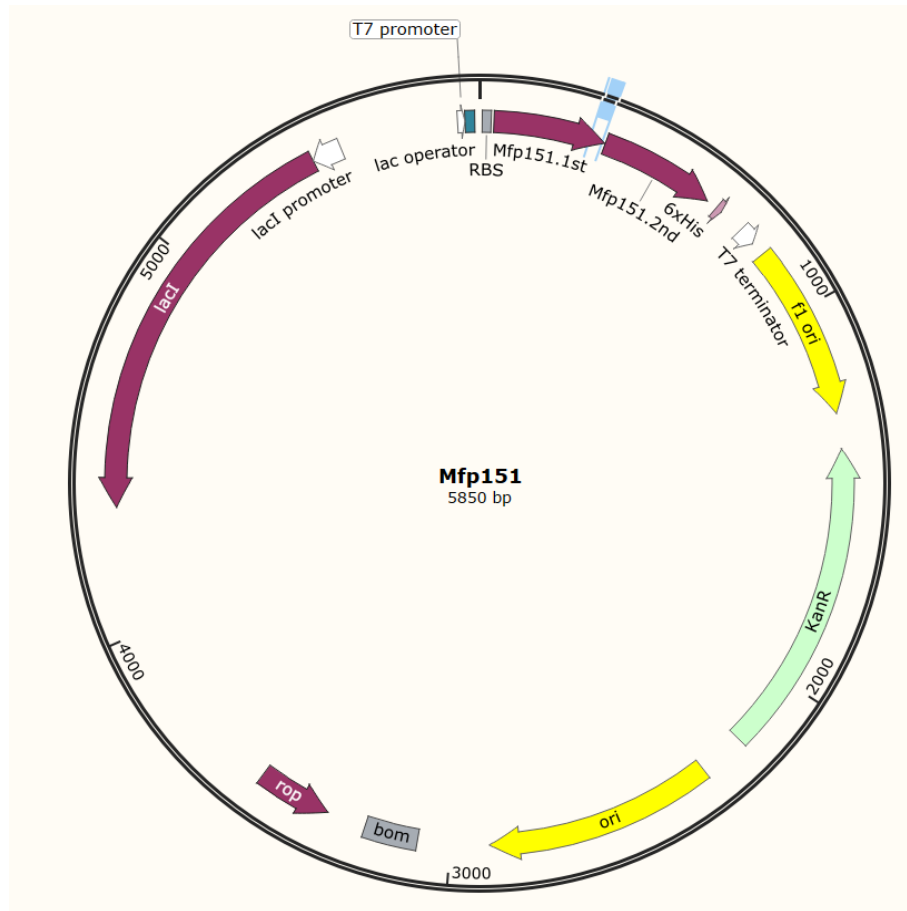 T7 promoter
lac operator
RBS
Mfp151.1st
Mfp151.2nd
6xHis
T7 terminator
1000
f1 ori
KanR
2000
ori
3000
bom
rop
4000
lacI
5000
lacI promoter
Mfp151
5850 bp